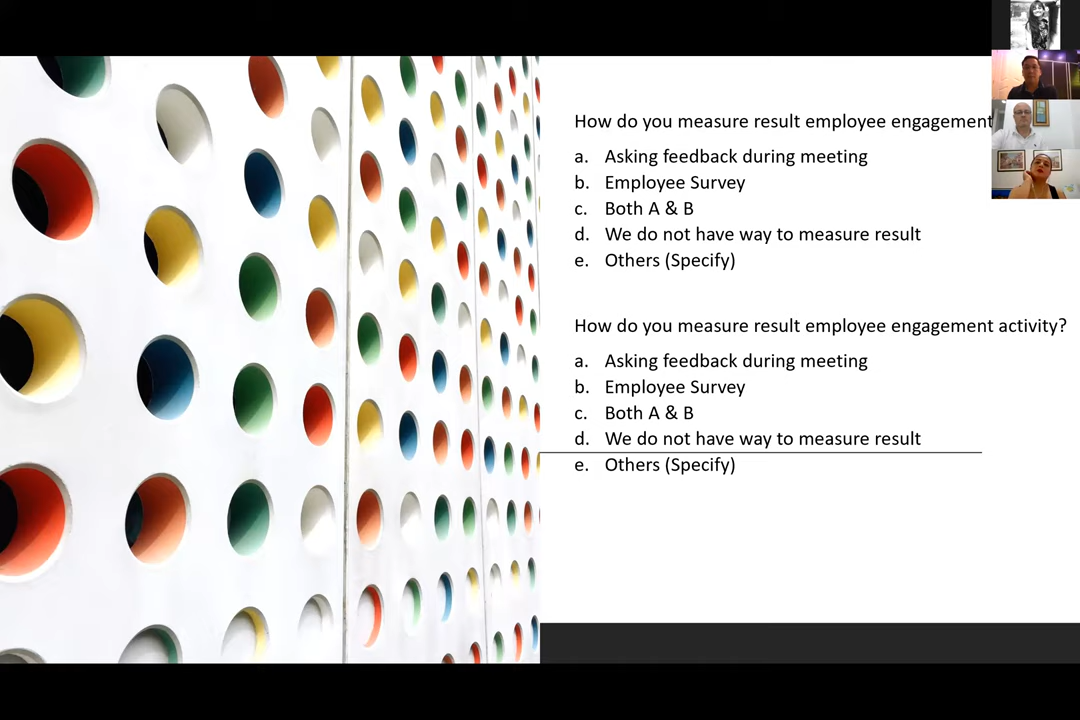 How do you measure result employee engagement
a. Asking feedback during meeting
b. Employee Survey
c. Both A & B
d. We do not have way to measure result
e. Others (Specify)
How do you measure result employee engagement activity?
a. Asking feedback during meeting
b. Employee Survey
c. Both A & B
d. We do not have way to measure result
e. Others (Specify)